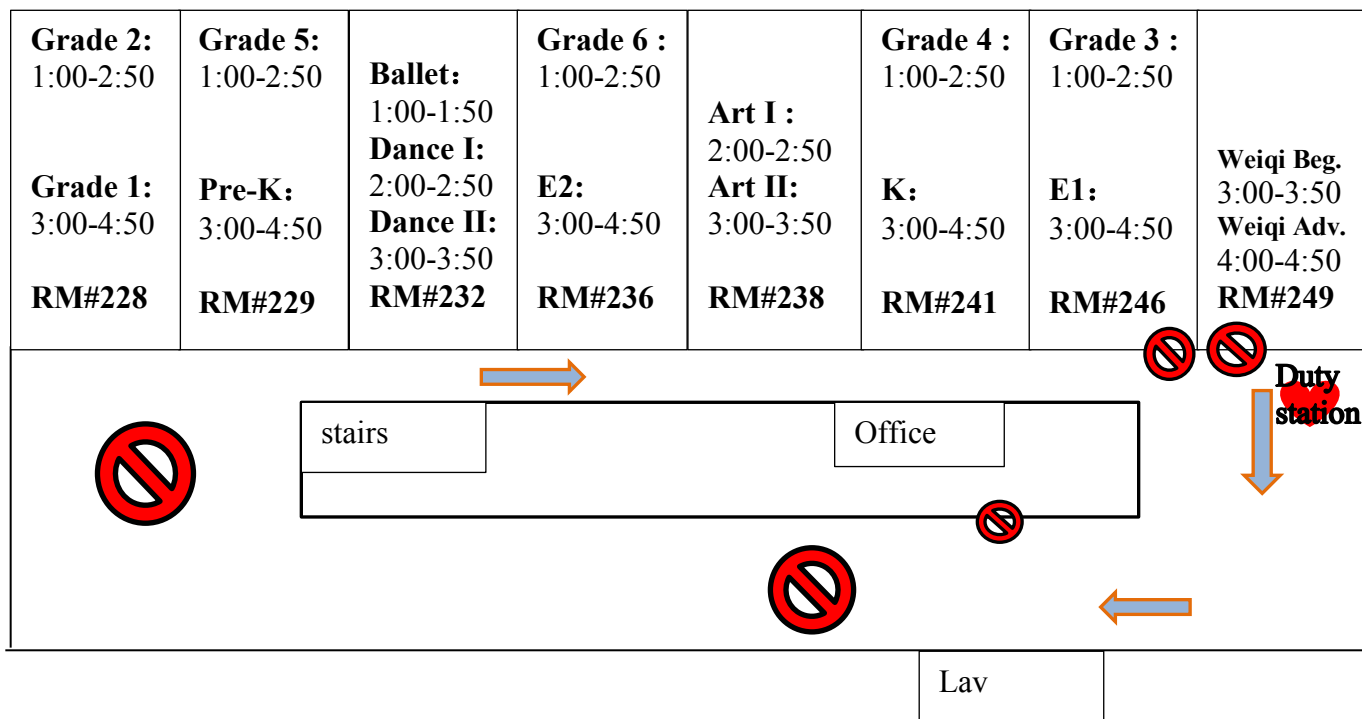 Grade 2:
1:00-2:50
Grade 1:
3:00-4:50
RM#228
Grade 5:
1:00-2:50
Pre-K：
3:00-4:50
RM#229
Ballet：
1:00-1:50
Dance I:
2:00-2:50
Dance II:
3:00-3:50
RM#232
Grade 6 :
1:00-2:50
E2:
3:00-4:50
RM#236
Art I :
2:00-2:50
Art II:
3:00-3:50
RM#238
Grade 4 :
1:00-2:50
K：
3:00-4:50
RM#241
Grade 3 :
1:00-2:50
E1：
3:00-4:50
RM#246
Weiqi Beg.
3:00-3:50
Weiqi Adv.
4:00-4:50
RM#249
Duty
station
stairs
Office
Lav